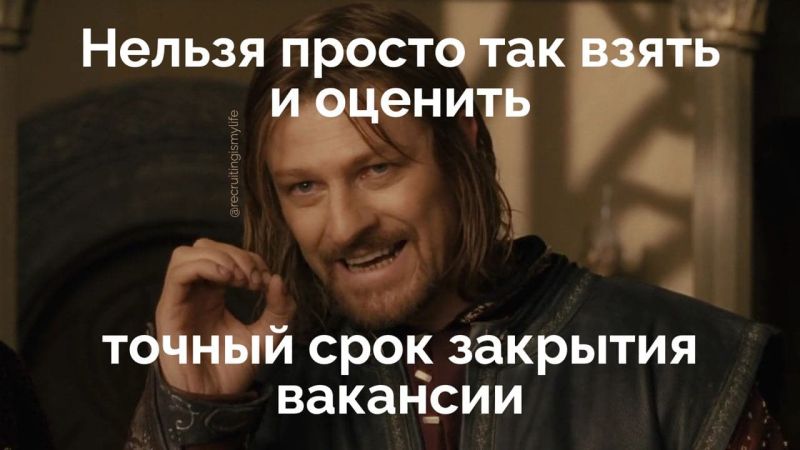 Нельзя просто так взять
и оценить
@recruitingismylife
точный срок закрытия
вакансии